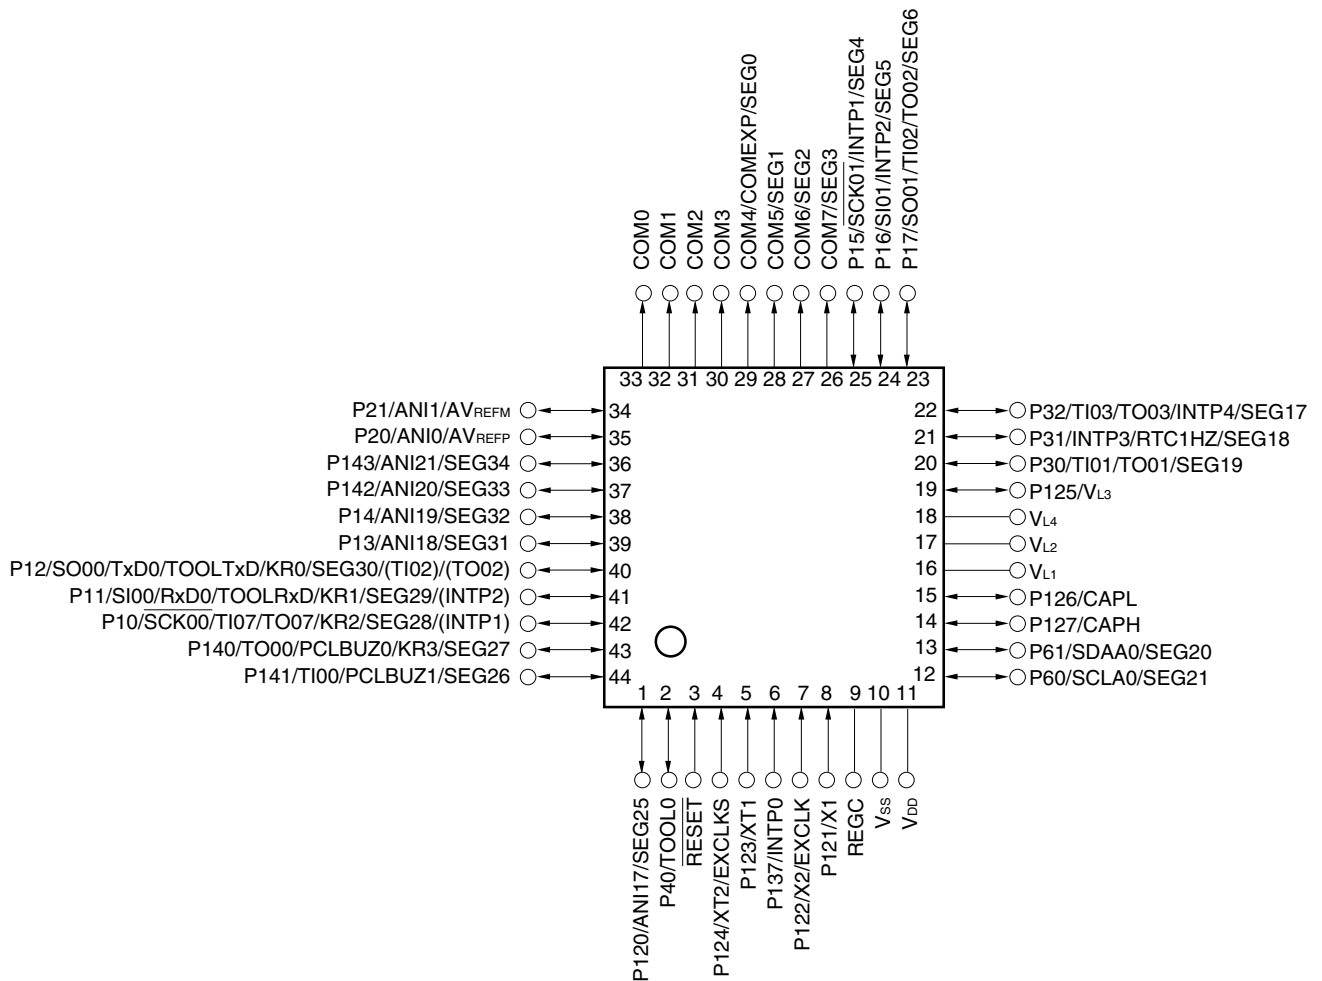 COM0
COM1
COM2
COM3
COM4/COMEXP/SEG0
COM5/SEG1
COM6/SEG2
COM7/SEG3
P15/SCK01/INTP1/SEG4
P16/SI01/INTP2/SEG5
P17/SO01/TI02/TO02/SEG6
33 32 31 30 29 28 27 26 25 24 23
P21/ANI1/AVREFM 34
P20/ANI0/AVREFP 35
P143/ANI21/SEG34 36
P142/ANI20/SEG33 37
P14/ANI19/SEG32 38
P13/ANI18/SEG31 39
P12/SO00/TxD0/TOOLTxD/KR0/SEG30/(TI02)/(TO02) 40
P11/SI00/RxD0/TOOLRxD/KR1/SEG29/(INTP2) 41
P10/SCK00/TI07/TO07/KR2/SEG28/(INTP1) 42
P140/TO00/PCLBUZ0/KR3/SEG27 43
P141/TI00/PCLBUZ1/SEG26 44
22 P32/TI03/TO03/INTP4/SEG17
21 P31/INTP3/RTC1HZ/SEG18
20 P30/TI01/TO01/SEG19
19 P125/VL3
18 VL4
17 VL2
16 VL1
15 P126/CAPL
14 P127/CAPH
13 P61/SDAA0/SEG20
12 P60/SCLA0/SEG21
1 2 3 4 5 6 7 8 9 10 11
P120/ANI17/SEG25
P40/TOOL0
RESET
P124/XT2/EXCLKS
P123/XT1
P137/INTP0
P122/X2/EXCLK
P121/X1
REGC
VSS
VDD